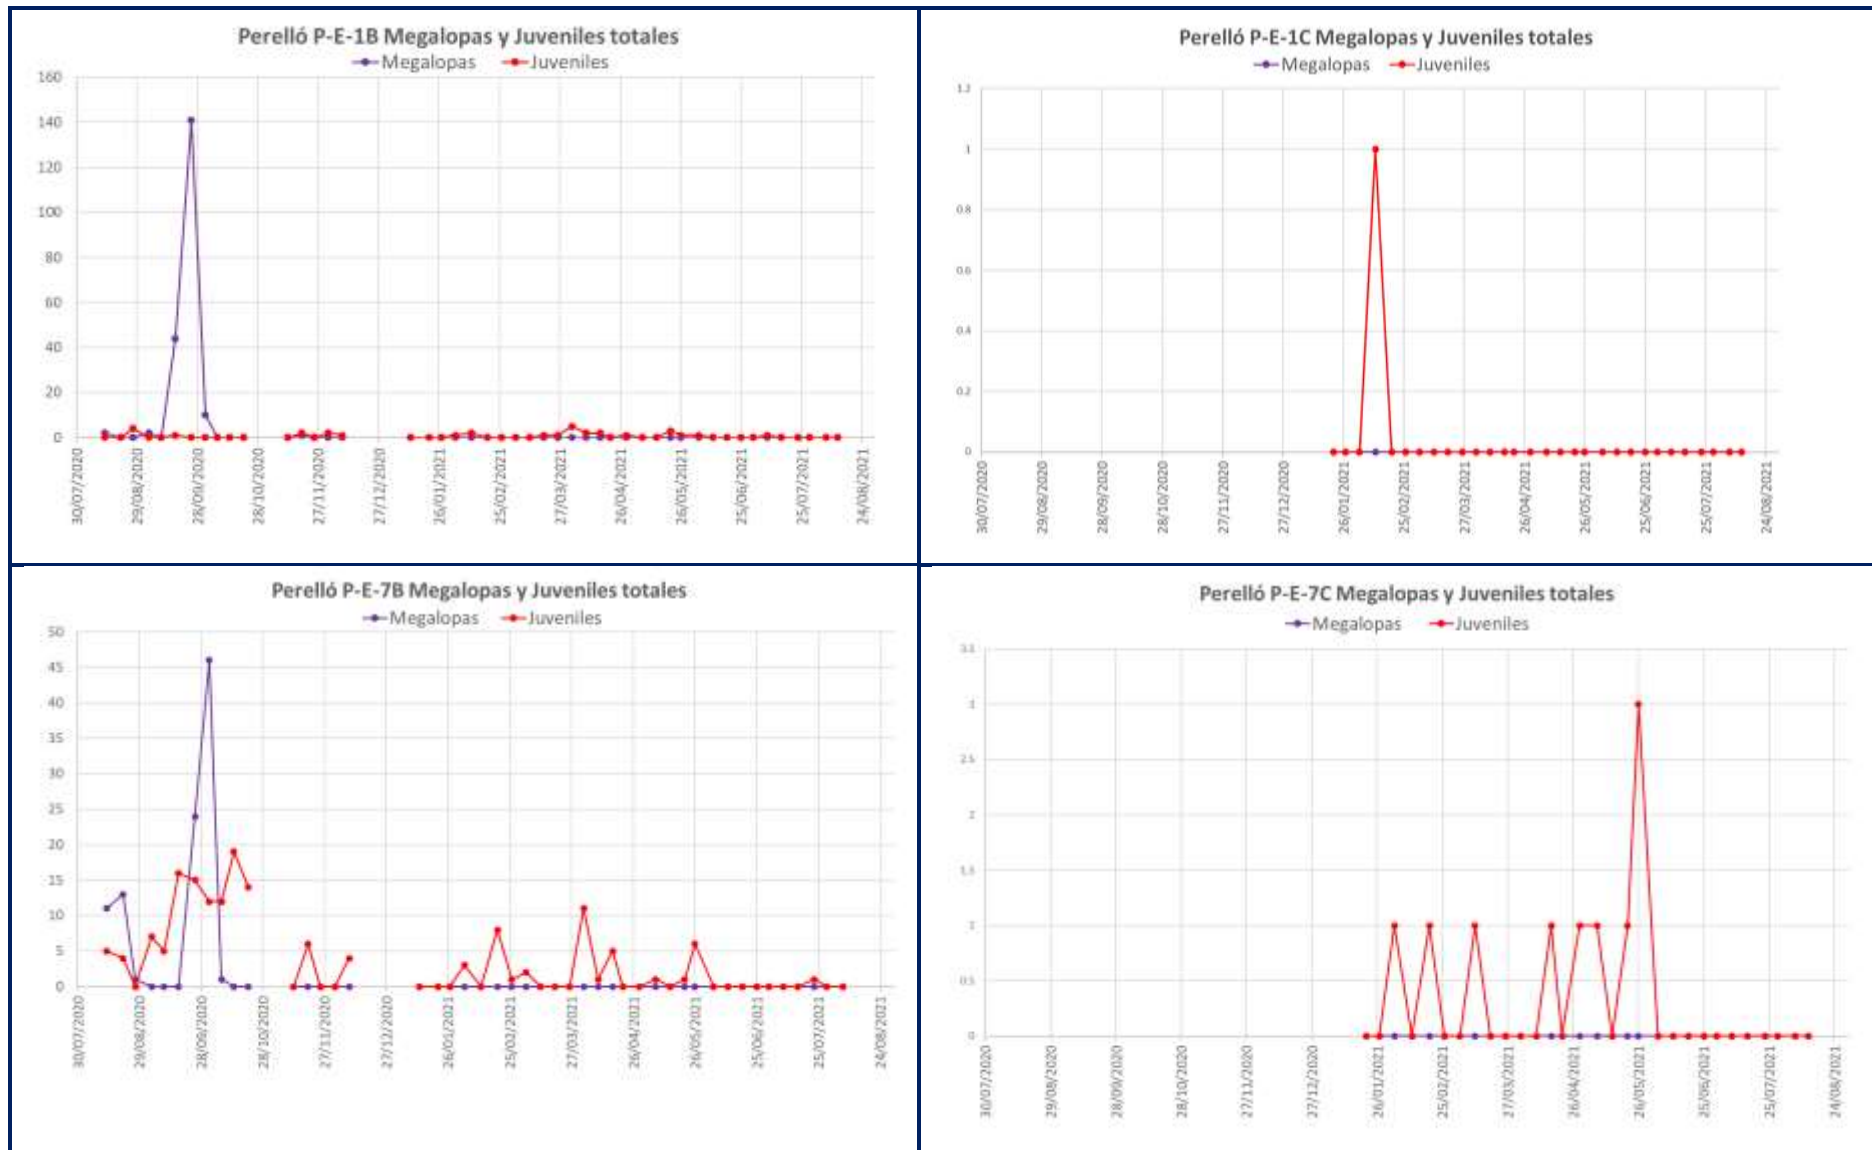 Perelló P-E-1B Megalopas y Juveniles totales
Megalopas Juveniles
160
140
120
100
80
60
40
20
0
30/07/2020 29/08/2020 28/09/2020 28/10/2020 27/11/2020 27/12/2020 26/01/2021 25/02/2021 27/03/2021 26/04/2021 26/05/2021 25/06/2021 25/07/2021 24/08/2021
Perelló P-E-1C Megalopas y Juveniles totales
Megalopas Juveniles
1.2
1
0.8
0.6
0.4
0.2
0
30/07/2020 29/08/2020 28/09/2020 28/10/2020 27/11/2020 27/12/2020 26/01/2021 25/02/2021 27/03/2021 26/04/2021 26/05/2021 25/06/2021 25/07/2021 24/08/2021
Perelló P-E-7B Megalopas y Juveniles totales
Megalopas Juveniles
50
45
40
35
30
25
20
15
10
5
0
30/07/2020 29/08/2020 28/09/2020 28/10/2020 27/11/2020 27/12/2020 26/01/2021 25/02/2021 27/03/2021 26/04/2021 26/05/2021 25/06/2021 25/07/2021 24/08/2021
Perelló P-E-7C Megalopas y Juveniles totales
Megalopas Juveniles
3.5
3
2.5
2
1.5
1
0.5
0
30/07/2020 29/08/2020 28/09/2020 28/10/2020 27/11/2020 27/12/2020 26/01/2021 25/02/2021 27/03/2021 26/04/2021 26/05/2021 25/06/2021 25/07/2021 24/08/2021